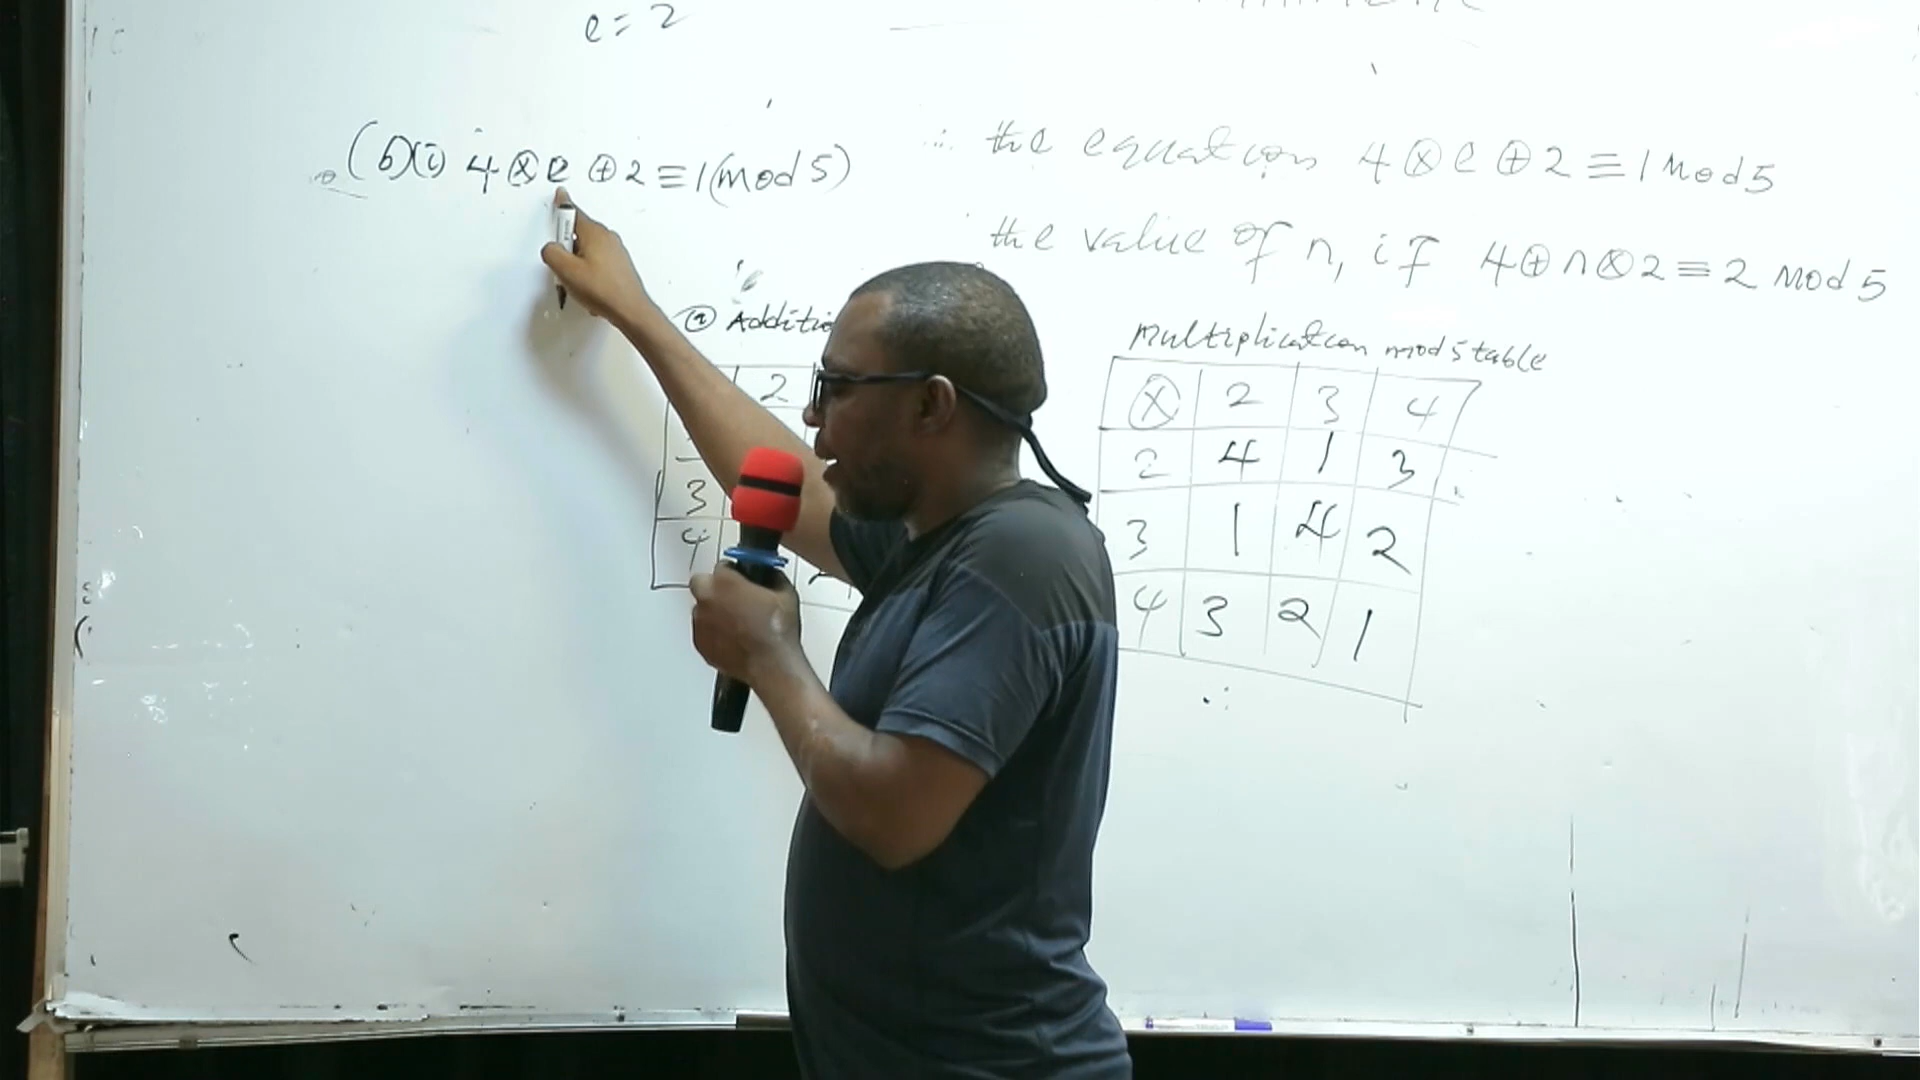 e = 2
(b)(i) 4 ⊗ e ⊕ 2 ≡ 1 (mod 5)
∴ the equation 4 ⊗ e ⊕ 2 ≡ 1 mod 5
the value of n, if 4 ⊕ n ⊗ 2 ≡ 2 mod 5
Multiplication mod 5 table
2
3
4
⊗ 2 3 4
2 4 1 3
3 1 4 2
4 3 2 1